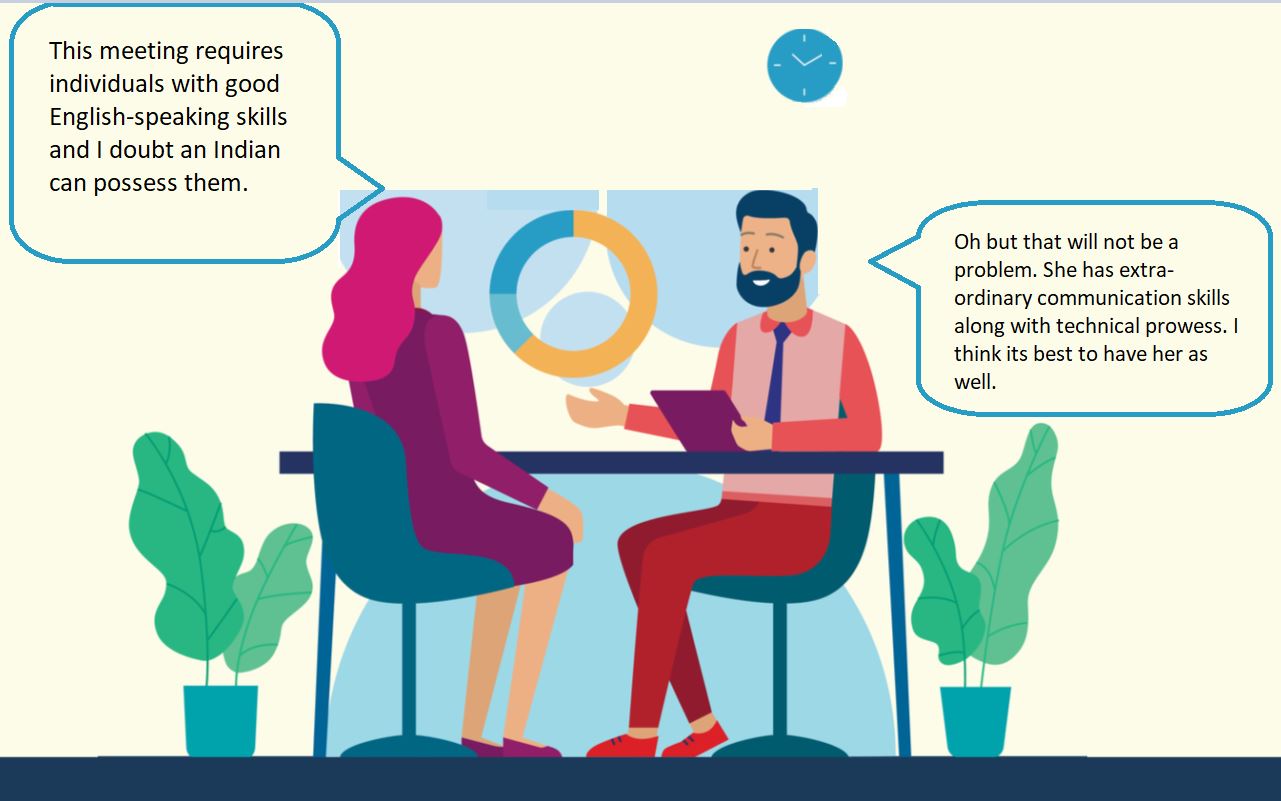 This meeting requires
individuals with good
English-speaking skills
and I doubt an Indian
can possess them.
Oh but that will not be a
problem. She has extra-
ordinary communication skills
along with technical prowess. I
think its best to have her as
well.